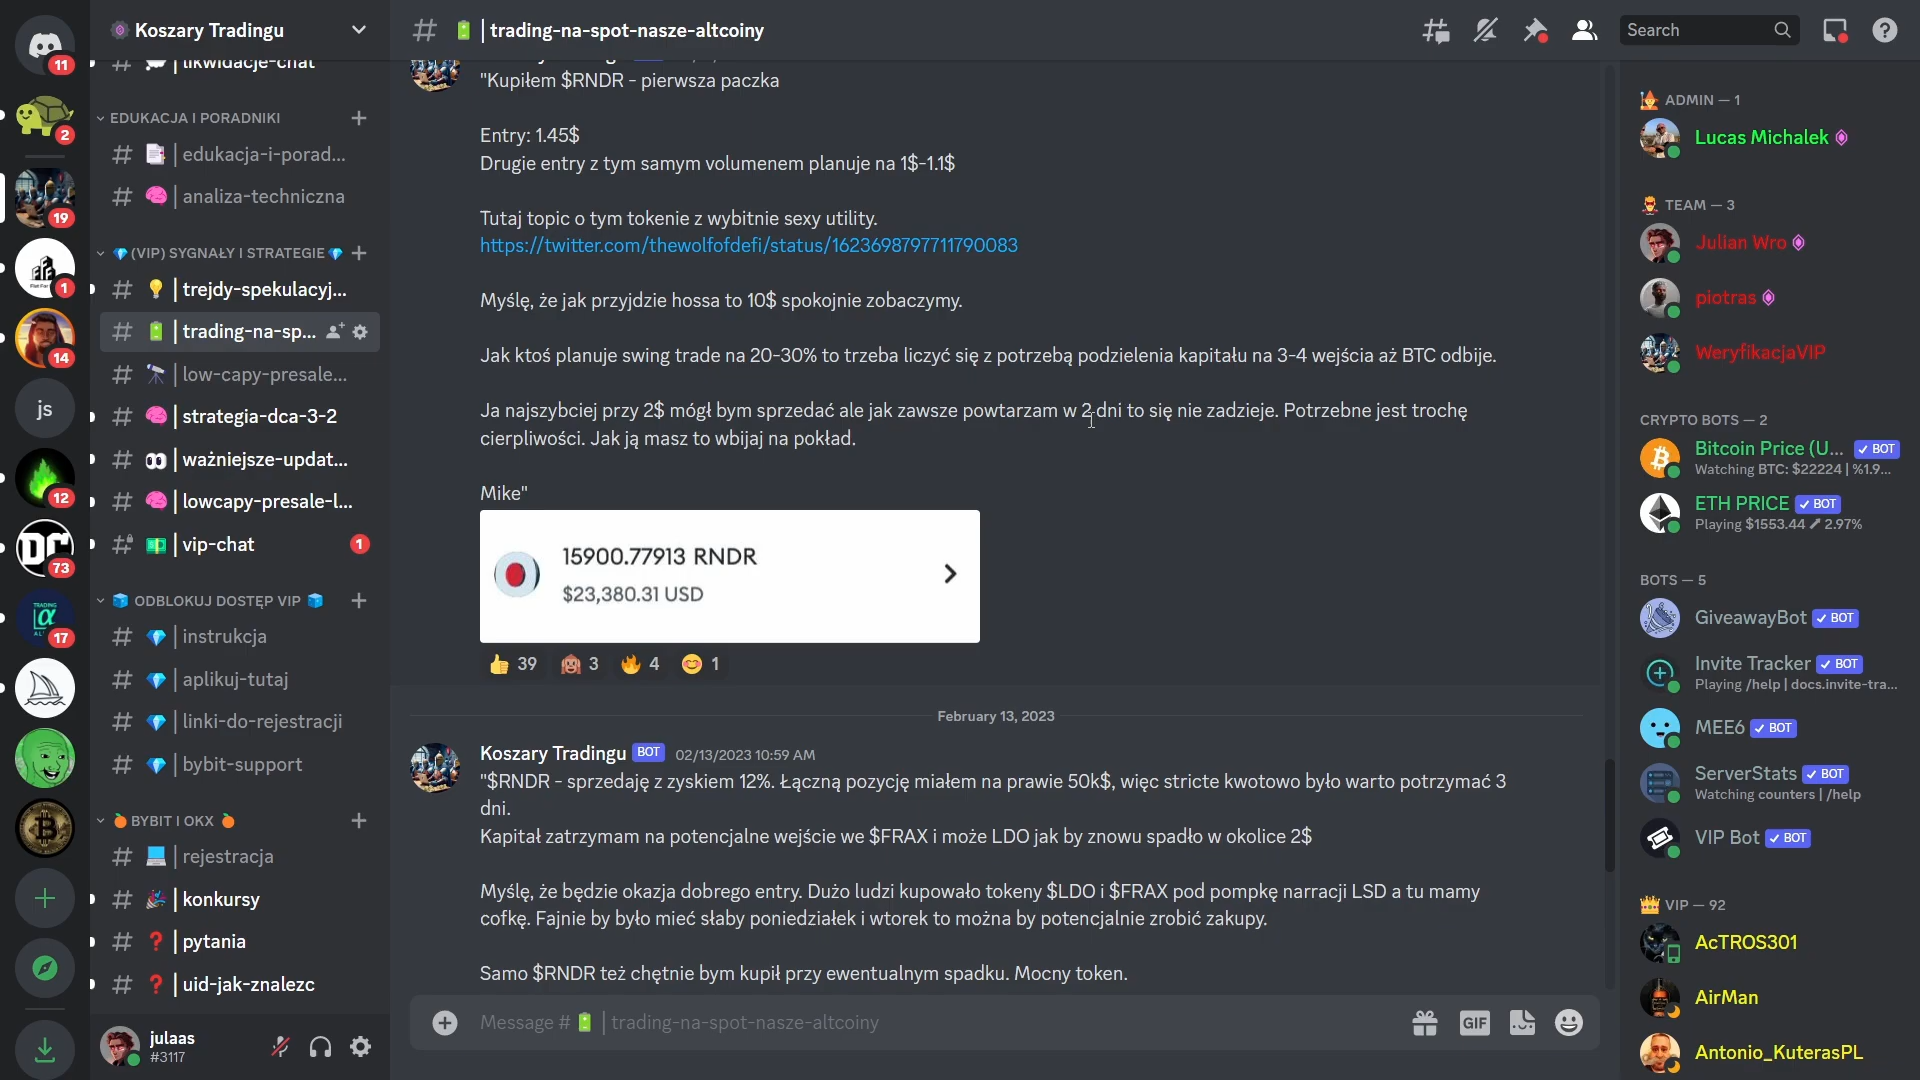 11
2
19
1
14
js
12
DC
73
TRADING
17
Koszary Tradingu
likwidacje-chat
EDUKACJA I PORADNIKI
edukacja-i-porad...
analiza-techniczna
(VIP) SYGNAŁY I STRATEGIE
trejdy-spekulacyj...
trading-na-sp...
low-capy-presale...
strategia-dca-3-2
ważniejsze-updat...
lowcapy-presale-l...
vip-chat 1
ODBLOKUJ DOSTĘP VIP
instrukcja
aplikuj-tutaj
linki-do-rejestracji
bybit-support
BYBIT I OKX
rejestracja
konkursy
pytania
uid-jak-znalezc
julaas
#3117
# | trading-na-spot-nasze-altcoiny
Search
"Kupiłem $RNDR - pierwsza paczka
Entry: 1.45$
Drugie entry z tym samym volumenem planuje na 1$-1.1$
Tutaj topic o tym tokenie z wybitnie sexy utility.
https://twitter.com/thewolfofdefi/status/1623698797711790083
Myślę, że jak przyjdzie hossa to 10$ spokojnie zobaczymy.
Jak ktoś planuje swing trade na 20-30% to trzeba liczyć się z potrzebą podzielenia kapitału na 3-4 wejścia aż BTC odbije.
Ja najszybciej przy 2$ mógł bym sprzedać ale jak zawsze powtarzam w 2 dni to się nie zadzieje. Potrzebne jest trochę
cierpliwości. Jak ją masz to wbijaj na pokład.
Mike"
15900.77913 RNDR
$23,380.31 USD
39 3 4 1
February 13, 2023
Koszary Tradingu BOT 02/13/2023 10:59 AM
"$RNDR - sprzedaję z zyskiem 12%. Łączną pozycję miałem na prawie 50k$, więc stricte kwotowo było warto potrzymać 3
dni.
Kapitał zatrzymam na potencjalne wejście we $FRAX i może LDO jak by znowu spadło w okolice 2$
Myślę, że będzie okazja dobrego entry. Dużo ludzi kupowało tokeny $LDO i $FRAX pod pompkę narracji LSD a tu mamy
cofkę. Fajnie by było mieć słaby poniedziałek i wtorek to można by potencjalnie zrobić zakupy.
Samo $RNDR też chętnie bym kupił przy ewentualnym spadku. Mocny token.
Message # | trading-na-spot-nasze-altcoiny
GIF
ADMIN — 1
Lucas Michalek
TEAM — 3
Julian Wro
piotras
WeryfikacjaVIP
CRYPTO BOTS — 2
Bitcoin Price (U... ✓ BOT
Watching BTC: $22224 | %1.9...
ETH PRICE ✓ BOT
Playing $1553.44 ⬈ 2.97%
BOTS — 5
GiveawayBot ✓ BOT
Invite Tracker ✓ BOT
Playing /help | docs.invite-tra...
MEE6 ✓ BOT
ServerStats ✓ BOT
Watching counters | /help
VIP Bot ✓ BOT
VIP — 92
AcTROS301
AirMan
Antonio_KuterasPL